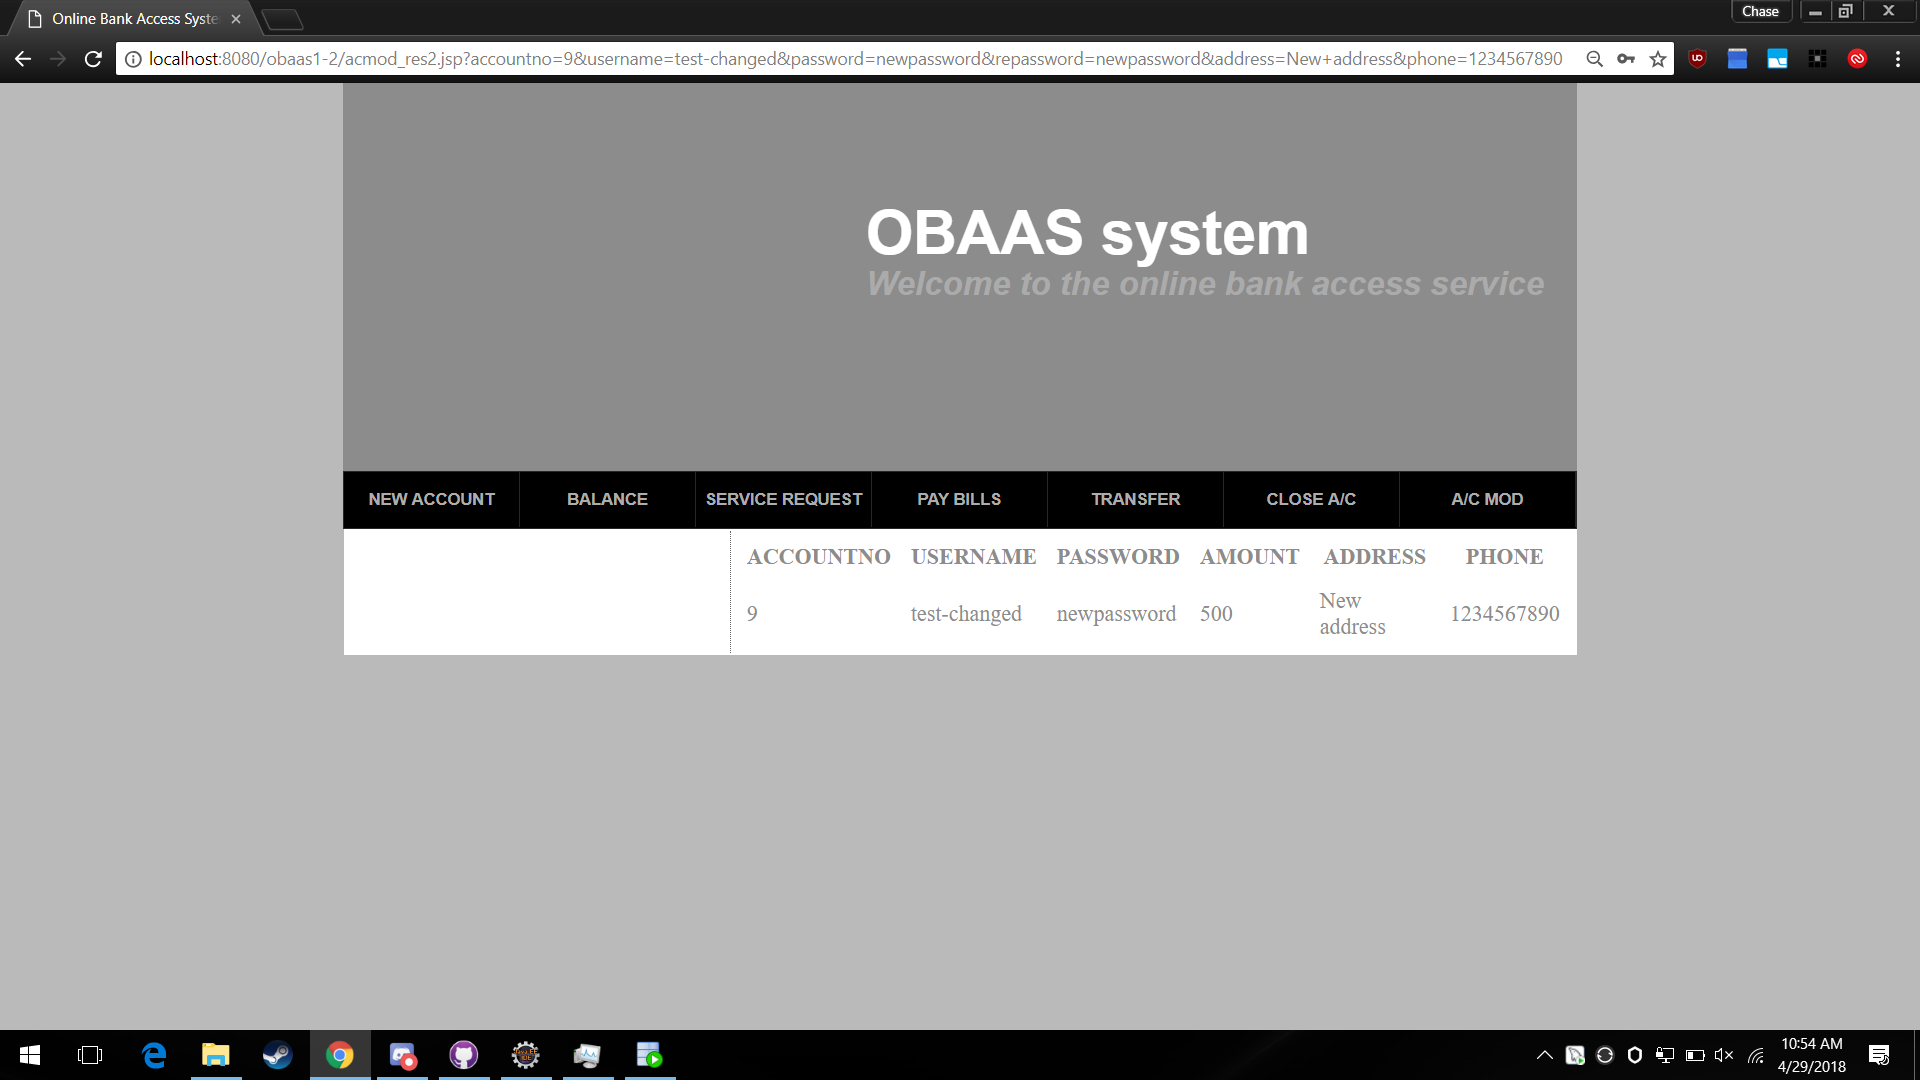 Online Bank Access Syste
Chase
localhost:8080/obaas1-2/acmod_res2.jsp?accountno=9&username=test-changed&password=newpassword&repassword=newpassword&address=New+address&phone=1234567890
OBAAS system
Welcome to the online bank access service
NEW ACCOUNT BALANCE SERVICE REQUEST PAY BILLS TRANSFER CLOSE A/C A/C MOD
ACCOUNTNO USERNAME PASSWORD AMOUNT ADDRESS PHONE
9 test-changed newpassword 500 New address 1234567890
10:54 AM
4/29/2018